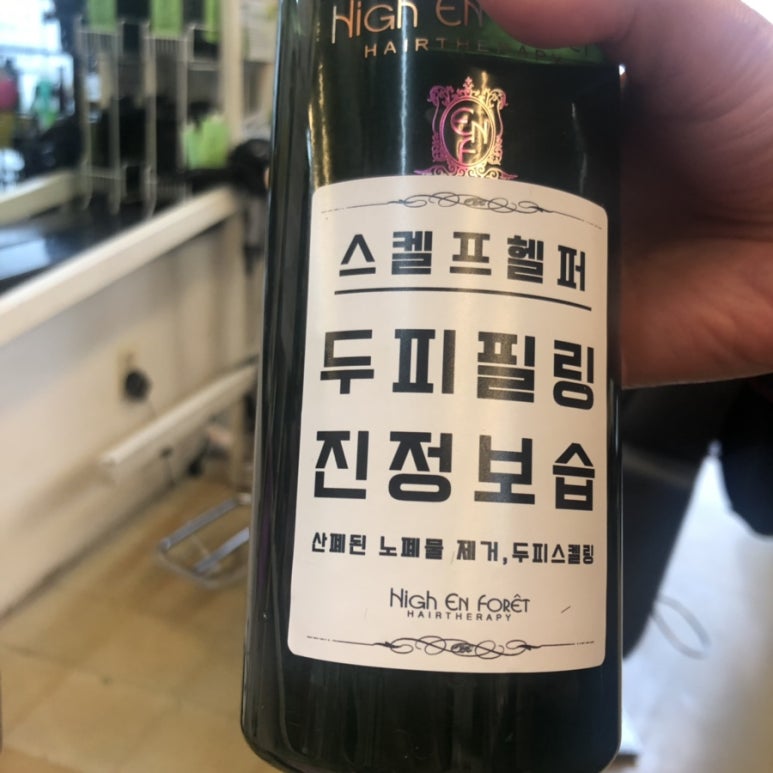 HiGH EN
HAIRTHERAPY
스켈프헬퍼
두피필링
진정보습
산폐된 노폐물 제거,두피스켈링
HiGH EN FORÊT
HAIRTHERAPY